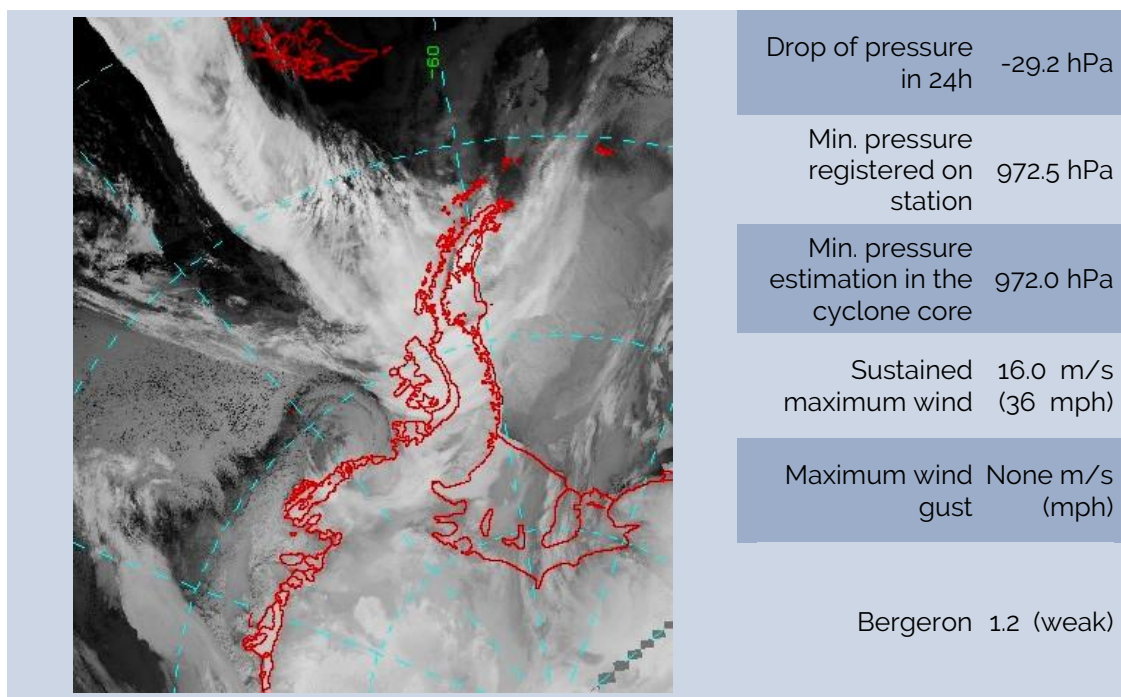 -60
Drop of pressure
in 24h
-29.2 hPa
Min. pressure
registered on
station
972.5 hPa
Min. pressure
estimation in the
cyclone core
972.0 hPa
Sustained
maximum wind
16.0 m/s
(36 mph)
Maximum wind
gust
None m/s
(mph)
Bergeron
1.2 (weak)